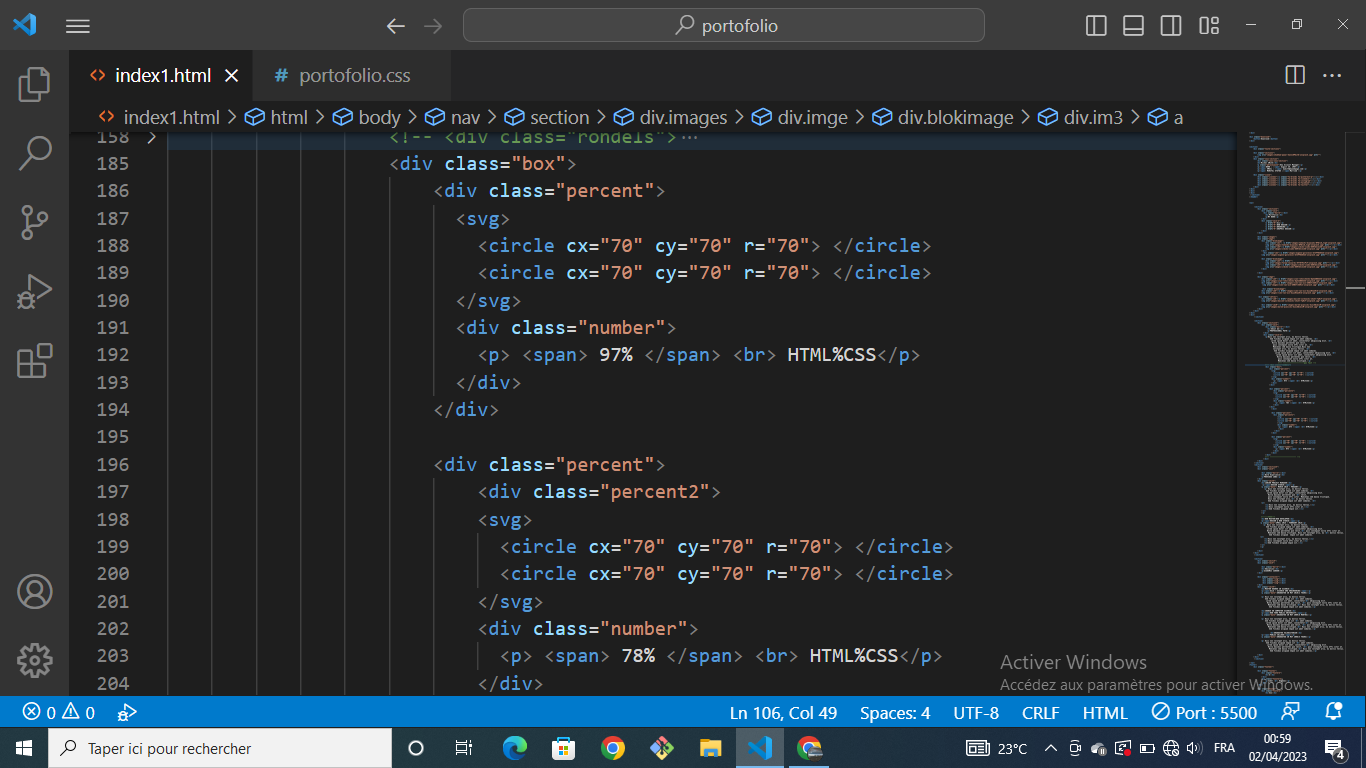 portofolio
index1.html
# portofolio.css
index1.html > html > body > nav > section > div.images > div.imge > div.blokimage > div.im3 > a
158 > <!-- <div class="rondels">…
185 <div class="box">
186 <div class="percent">
187 <svg>
188 <circle cx="70" cy="70" r="70"> </circle>
189 <circle cx="70" cy="70" r="70"> </circle>
190 </svg>
191 <div class="number">
192 <p> <span> 97% </span> <br> HTML%CSS</p>
193 </div>
194 </div>
195
196 <div class="percent">
197 <div class="percent2">
198 <svg>
199 <circle cx="70" cy="70" r="70"> </circle>
200 <circle cx="70" cy="70" r="70"> </circle>
201 </svg>
202 <div class="number">
203 <p> <span> 78% </span> <br> HTML%CSS</p>
204 </div>
Activer Windows
Accédez aux paramètres pour activer Windows.
0 0 Ln 106, Col 49 Spaces: 4 UTF-8 CRLF HTML Port : 5500
Taper ici pour rechercher
23°C
FRA
00:59
02/04/2023
4